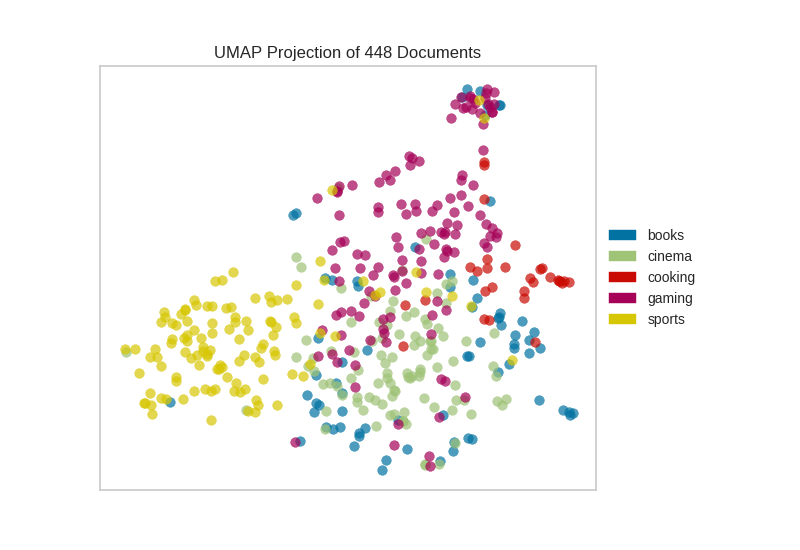 UMAP Projection of 448 Documents
books
cinema
cooking
gaming
sports